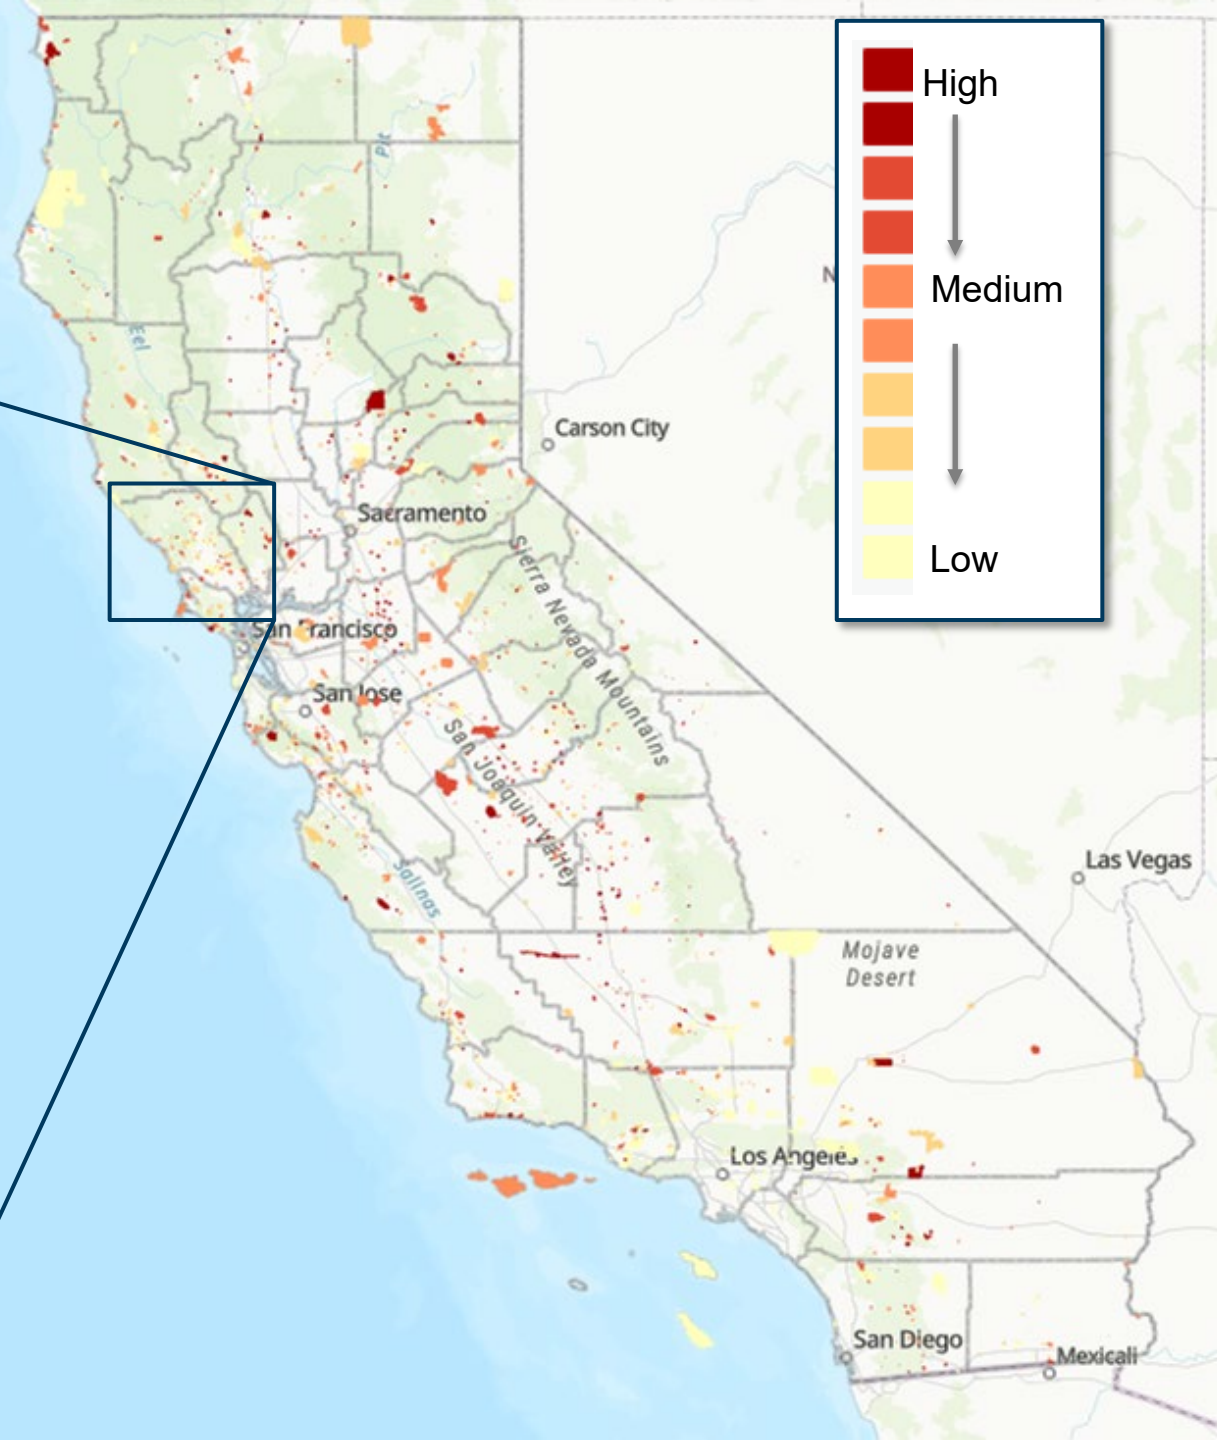 High
Pit
N
Medium
Eel
Carson City
Sacramento
Low
Sierra Nevada Mountains
San Francisco
San Jose
San Joaquin Valley
Las Vegas
Salinas
Mojave
Desert
Los Angeles
San Diego
Mexicali